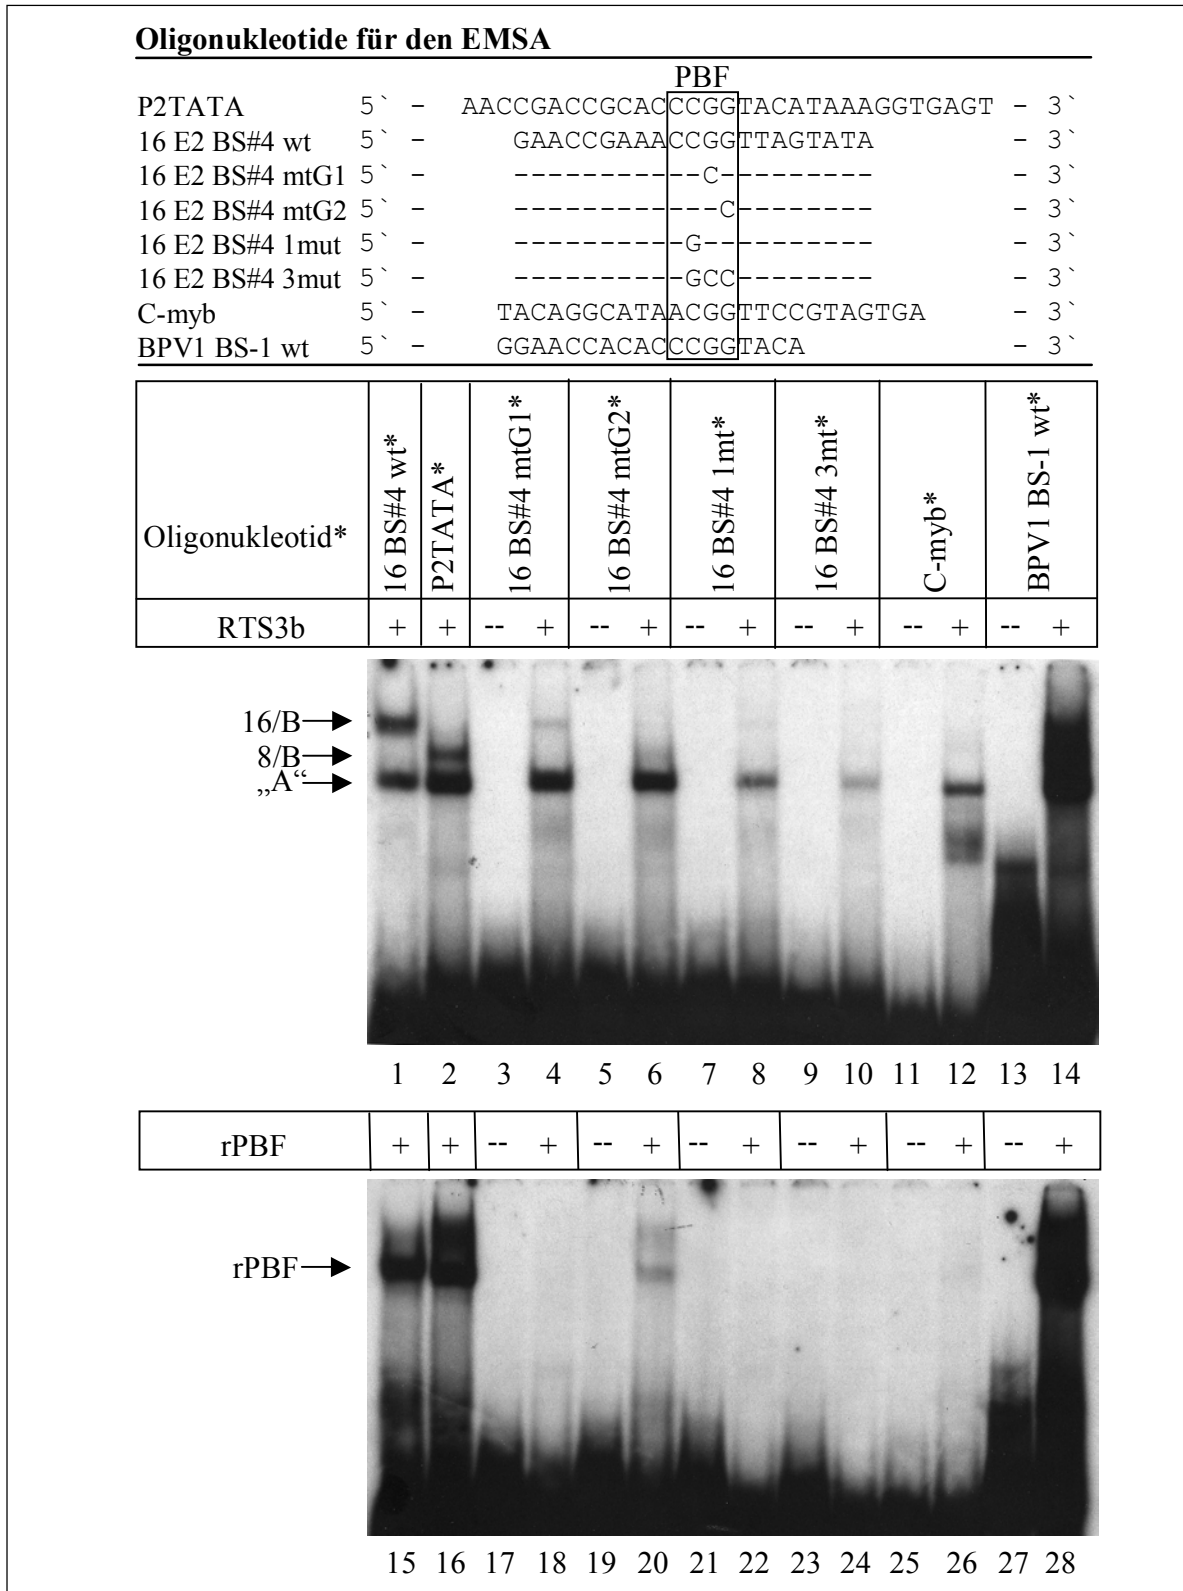 Oligonukleotide für den EMSA
PBF
P2TATA 5` - AACCGACCGCACCCGGTACATAAAGGTGAGT - 3`
16 E2 BS#4 wt 5` - GAACCGAAACCGGTTAGTATA - 3`
16 E2 BS#4 mtG1 5` - -----------C--------- - 3`
16 E2 BS#4 mtG2 5` - ------------C-------- - 3`
16 E2 BS#4 1mut 5` - ----------G---------- - 3`
16 E2 BS#4 3mut 5` - ----------GCC-------- - 3`
C-myb 5` - TACAGGCATAACGGTTCCGTAGTGA - 3`
BPV1 BS-1 wt 5` - GGAACCACACCCGGTACA - 3`
Oligonukleotid* 16 BS#4 wt* P2TATA* 16 BS#4 mtG1* 16 BS#4 mtG2* 16 BS#4 1mt* 16 BS#4 3mt* C-myb* BPV1 BS-1 wt*
RTS3b + + -- + -- + -- + -- + -- + -- +
16/B
8/B
„A“
1 2 3 4 5 6 7 8 9 10 11 12 13 14
rPBF + + -- + -- + -- + -- + -- + -- +
rPBF
15 16 17 18 19 20 21 22 23 24 25 26 27 28